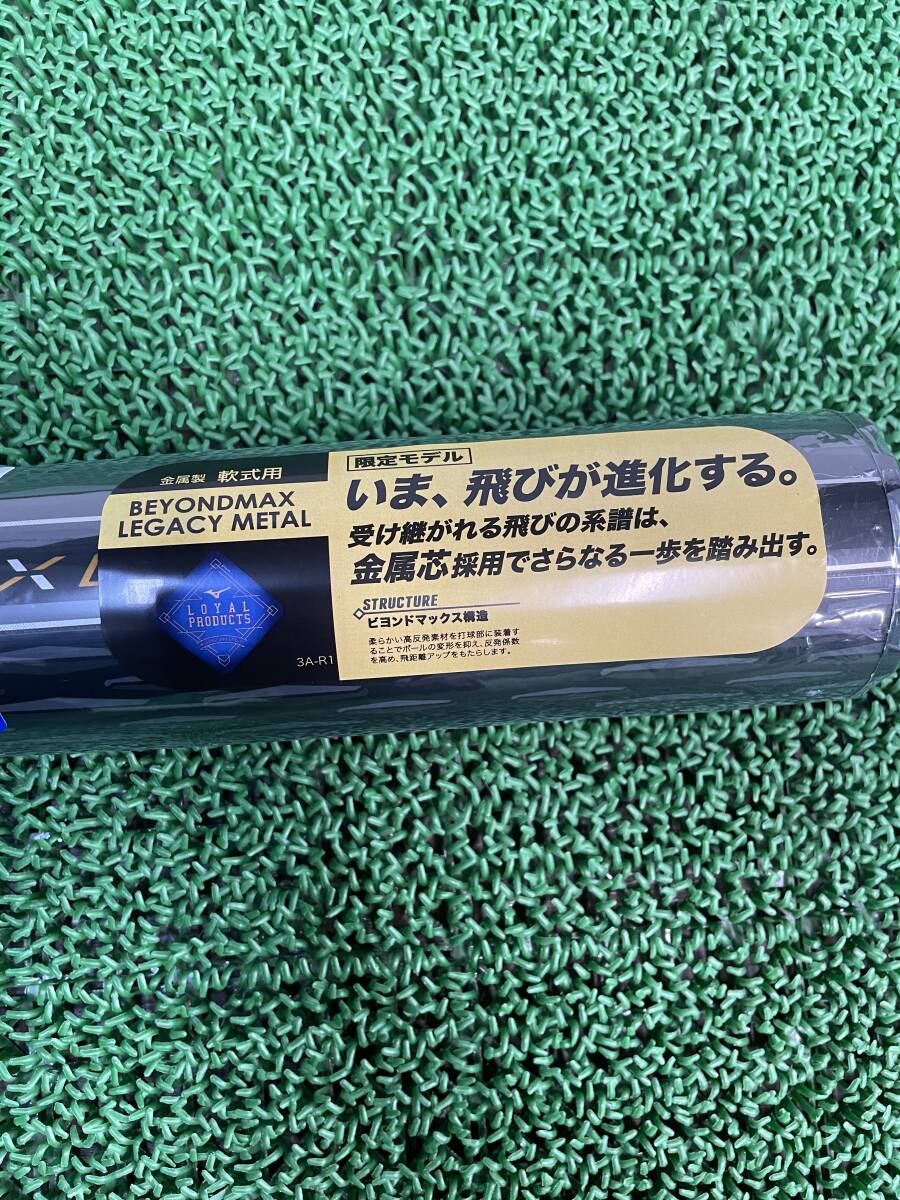 金属製 軟式用
BEYONDMAX
LEGACY METAL
LOYAL
PRODUCTS
3A-R1
限定モデル
いま、飛びが進化する。
受け継がれる飛びの系譜は、
金属芯採用でさらなる一歩を踏み出す。
STRUCTURE
ビヨンドマックス構造
柔らかい高反発素材を打球部に装着す
ることでボールの変形を抑え、反発係数
を高め、飛距離アップをもたらします。
X